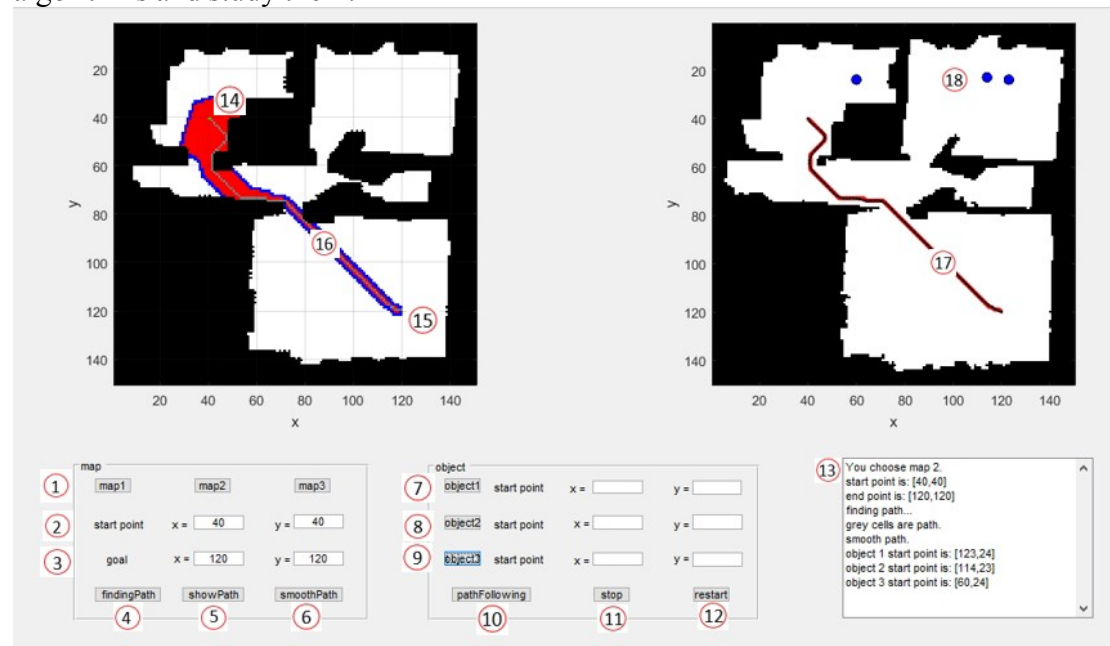 algorithms and study them.
20
40
60
80
100
120
140
y
20 40 60 80 100 120 140
x
14
16
15
20
40
60
80
100
120
140
y
20 40 60 80 100 120 140
x
18
17
map
1 map1 map2 map3
2 start point x = 40 y = 40
3 goal x = 120 y = 120
findingPath showPath smoothPath
4 5 6
object
7 object1 start point x = y =
8 object2 start point x = y =
9 object3 start point x = y =
pathFollowing stop restart
10 11 12
13
You choose map 2.
start point is: [40,40]
end point is: [120,120]
finding path...
grey cells are path.
smooth path.
object 1 start point is: [123,24]
object 2 start point is: [114,23]
object 3 start point is: [60,24]